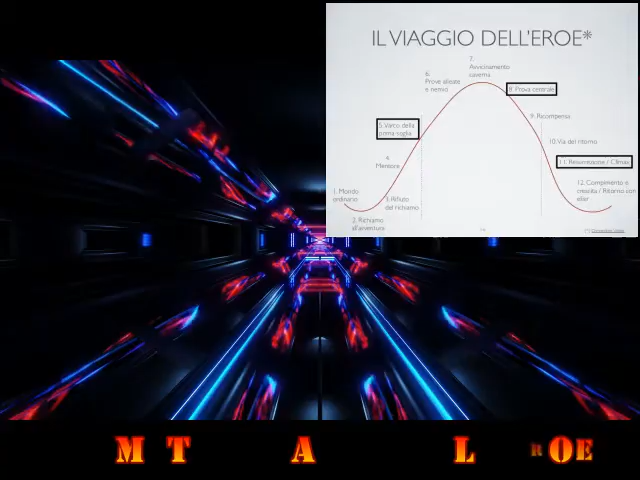 IL VIAGGIO DELL'EROE*
7.
Avvicinamento
caverna
6.
Prove alleate
e nemici
8. Prova centrale
9. Ricompensa
5. Varco della
prima soglia
10. Via del ritorno
4.
Mentore
11. Resurrezione / Climax
12. Compimento o
crescita / Ritorno con
elisir
1. Mondo
ordinario
3. Rifiuto
del richiamo
2. Richiamo
all'avventura
M T A L R OE